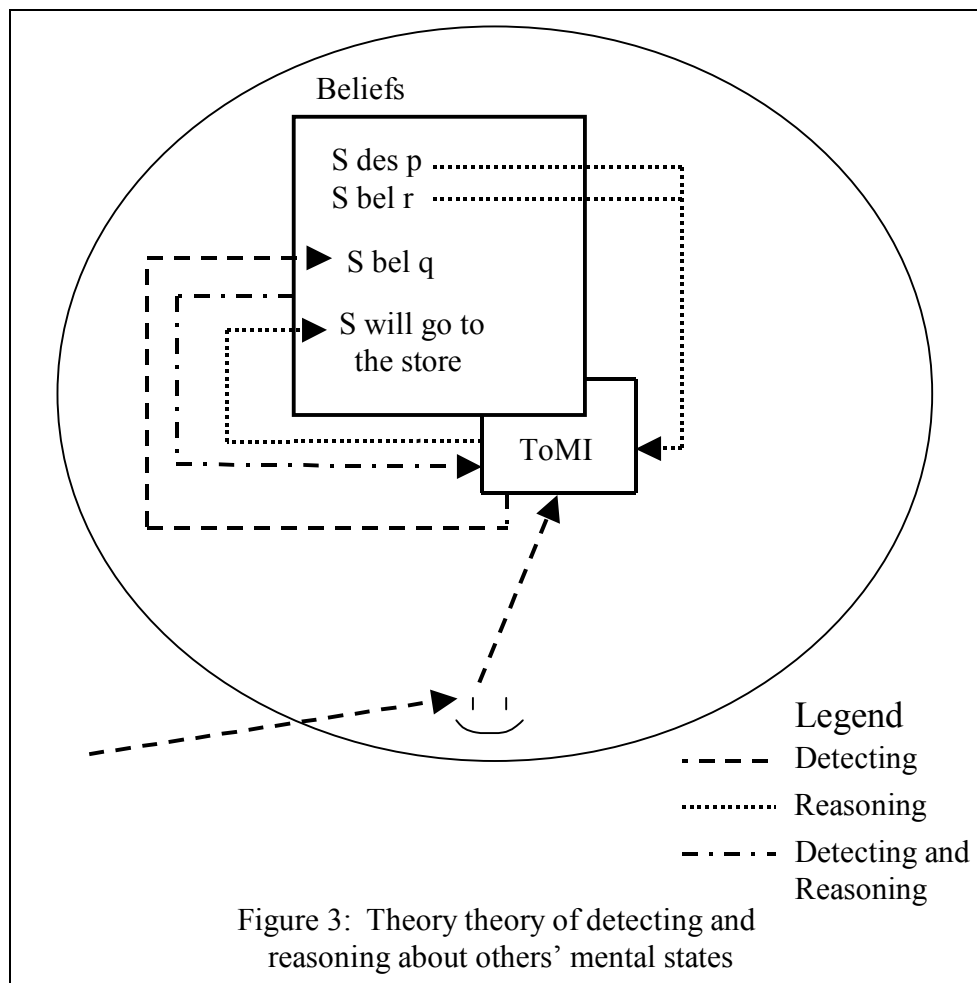 Beliefs
S des p
S bel r
S bel q
S will go to
the store
ToMI
Legend
Detecting
Reasoning
Detecting and
Reasoning
Figure 3:  Theory theory of detecting and
reasoning about others’ mental states